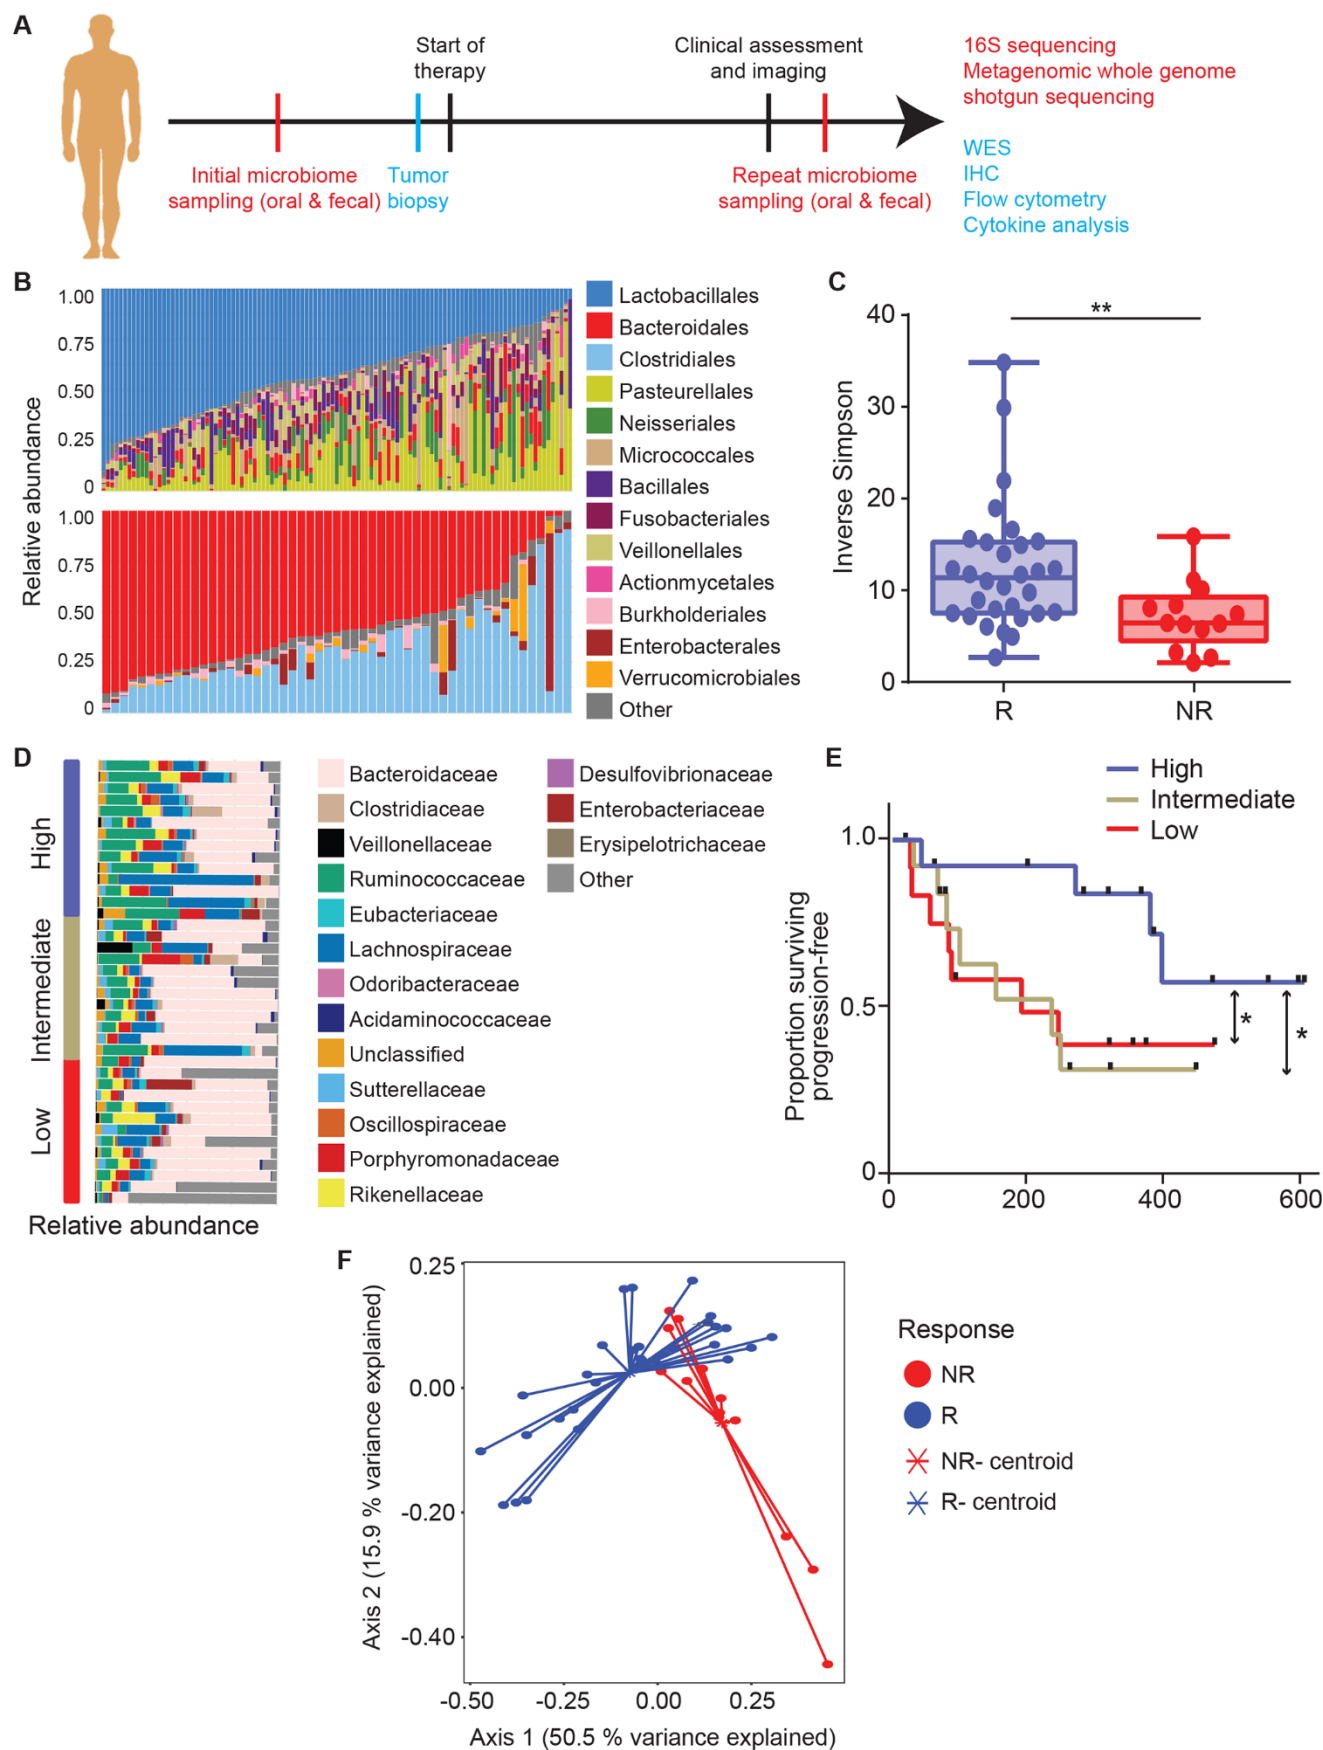 A
Start of
therapy
Clinical assessment
and imaging
Initial microbiome
sampling (oral & fecal)
Tumor
biopsy
Repeat microbiome
sampling (oral & fecal)
16S sequencing
Metagenomic whole genome
shotgun sequencing
WES
IHC
Flow cytometry
Cytokine analysis
B
Relative abundance
1.00
0.75
0.50
0.25
0
1.00
0.75
0.50
0.25
0
Lactobacillales
Bacteroidales
Clostridiales
Pasteurellales
Neisseriales
Micrococcales
Bacillales
Fusobacteriales
Veillonellales
Actionmycetales
Burkholderiales
Enterobacterales
Verrucomicrobiales
Other
C
Inverse Simpson
40
30
20
10
0
**
R
NR
D
High
Intermediate
Low
Relative abundance
Bacteroidaceae
Clostridiaceae
Veillonellaceae
Ruminococcaceae
Eubacteriaceae
Lachnospiraceae
Odoribacteraceae
Acidaminococcaceae
Unclassified
Sutterellaceae
Oscillospiraceae
Porphyromonadaceae
Rikenellaceae
Desulfovibrionaceae
Enterobacteriaceae
Erysipelotrichaceae
Other
E
High
Intermediate
Low
Proportion surviving
progression-free
1.0
0.5
0
0
200
400
600
*
*
F
Axis 2 (15.9 % variance explained)
0.25
0.00
-0.20
-0.40
-0.50
-0.25
0.00
0.25
Axis 1 (50.5 % variance explained)
Response
NR
R
NR- centroid
R- centroid